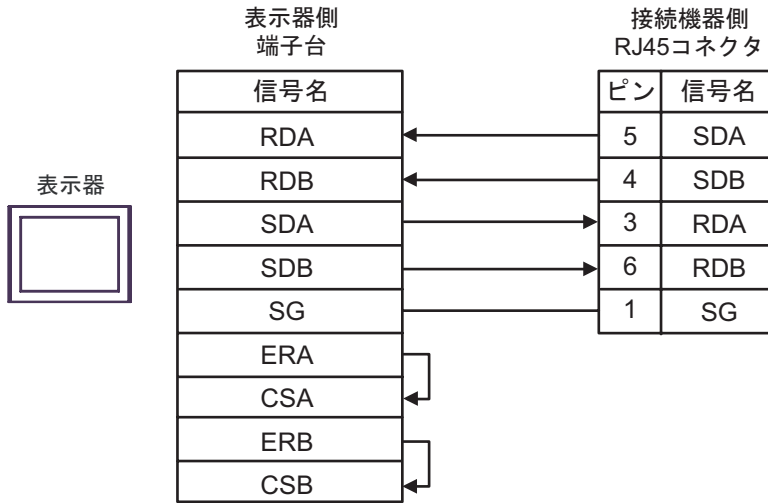 表示器側
端子台
接続機器側
RJ45コネクタ
信号名
ピン 信号名
RDA 5 SDA
RDB 4 SDB
表示器
SDA 3 RDA
SDB 6 RDB
SG 1 SG
ERA
CSA
ERB
CSB